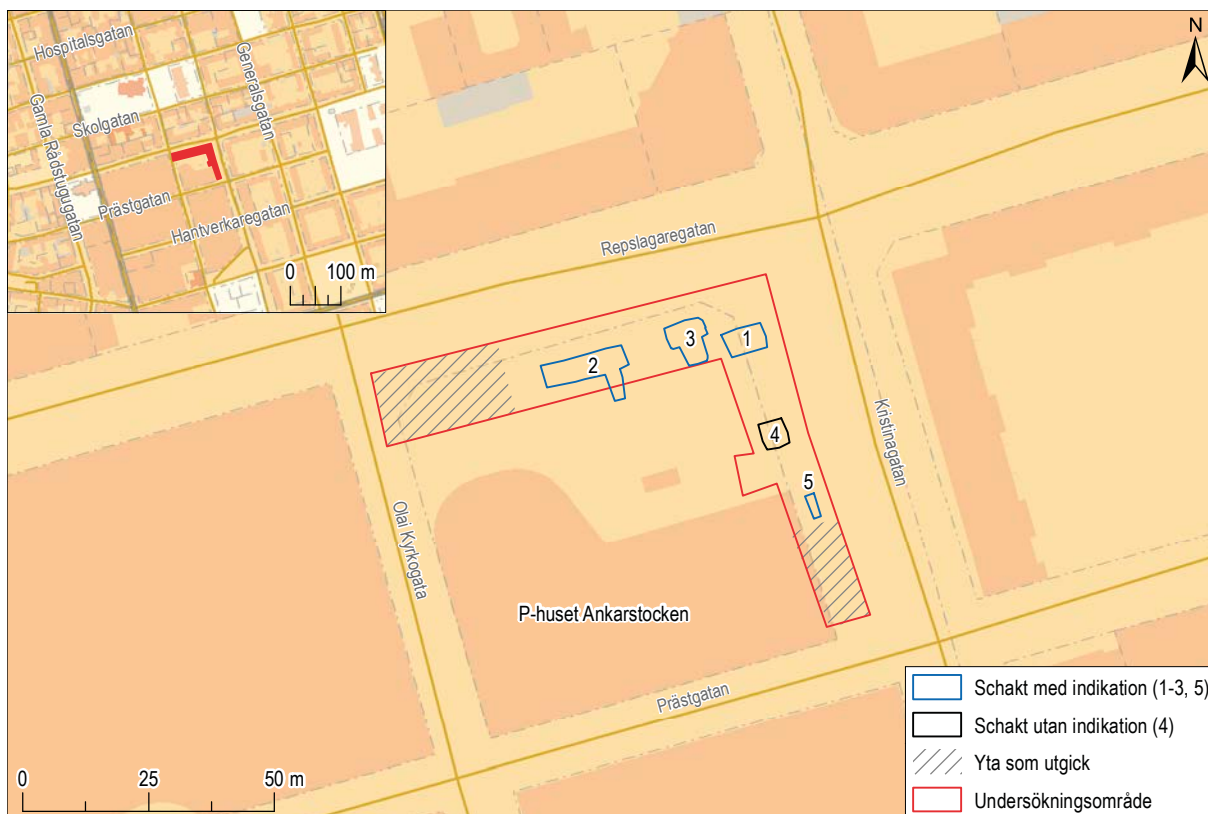 Hospitalsgatan
Generalsgatan
Gamla Rådstugugatan
Skolgatan
Prästgatan
Hantverkaregatan
0 100 m
N
Repslagaregatan
3
1
2
4
5
Kristinagatan
Olai Kyrkogata
P-huset Ankarstocken
Prästgatan
0 25 50 m
Schakt med indikation (1-3, 5)
Schakt utan indikation (4)
Yta som utgick
Undersökningsområde